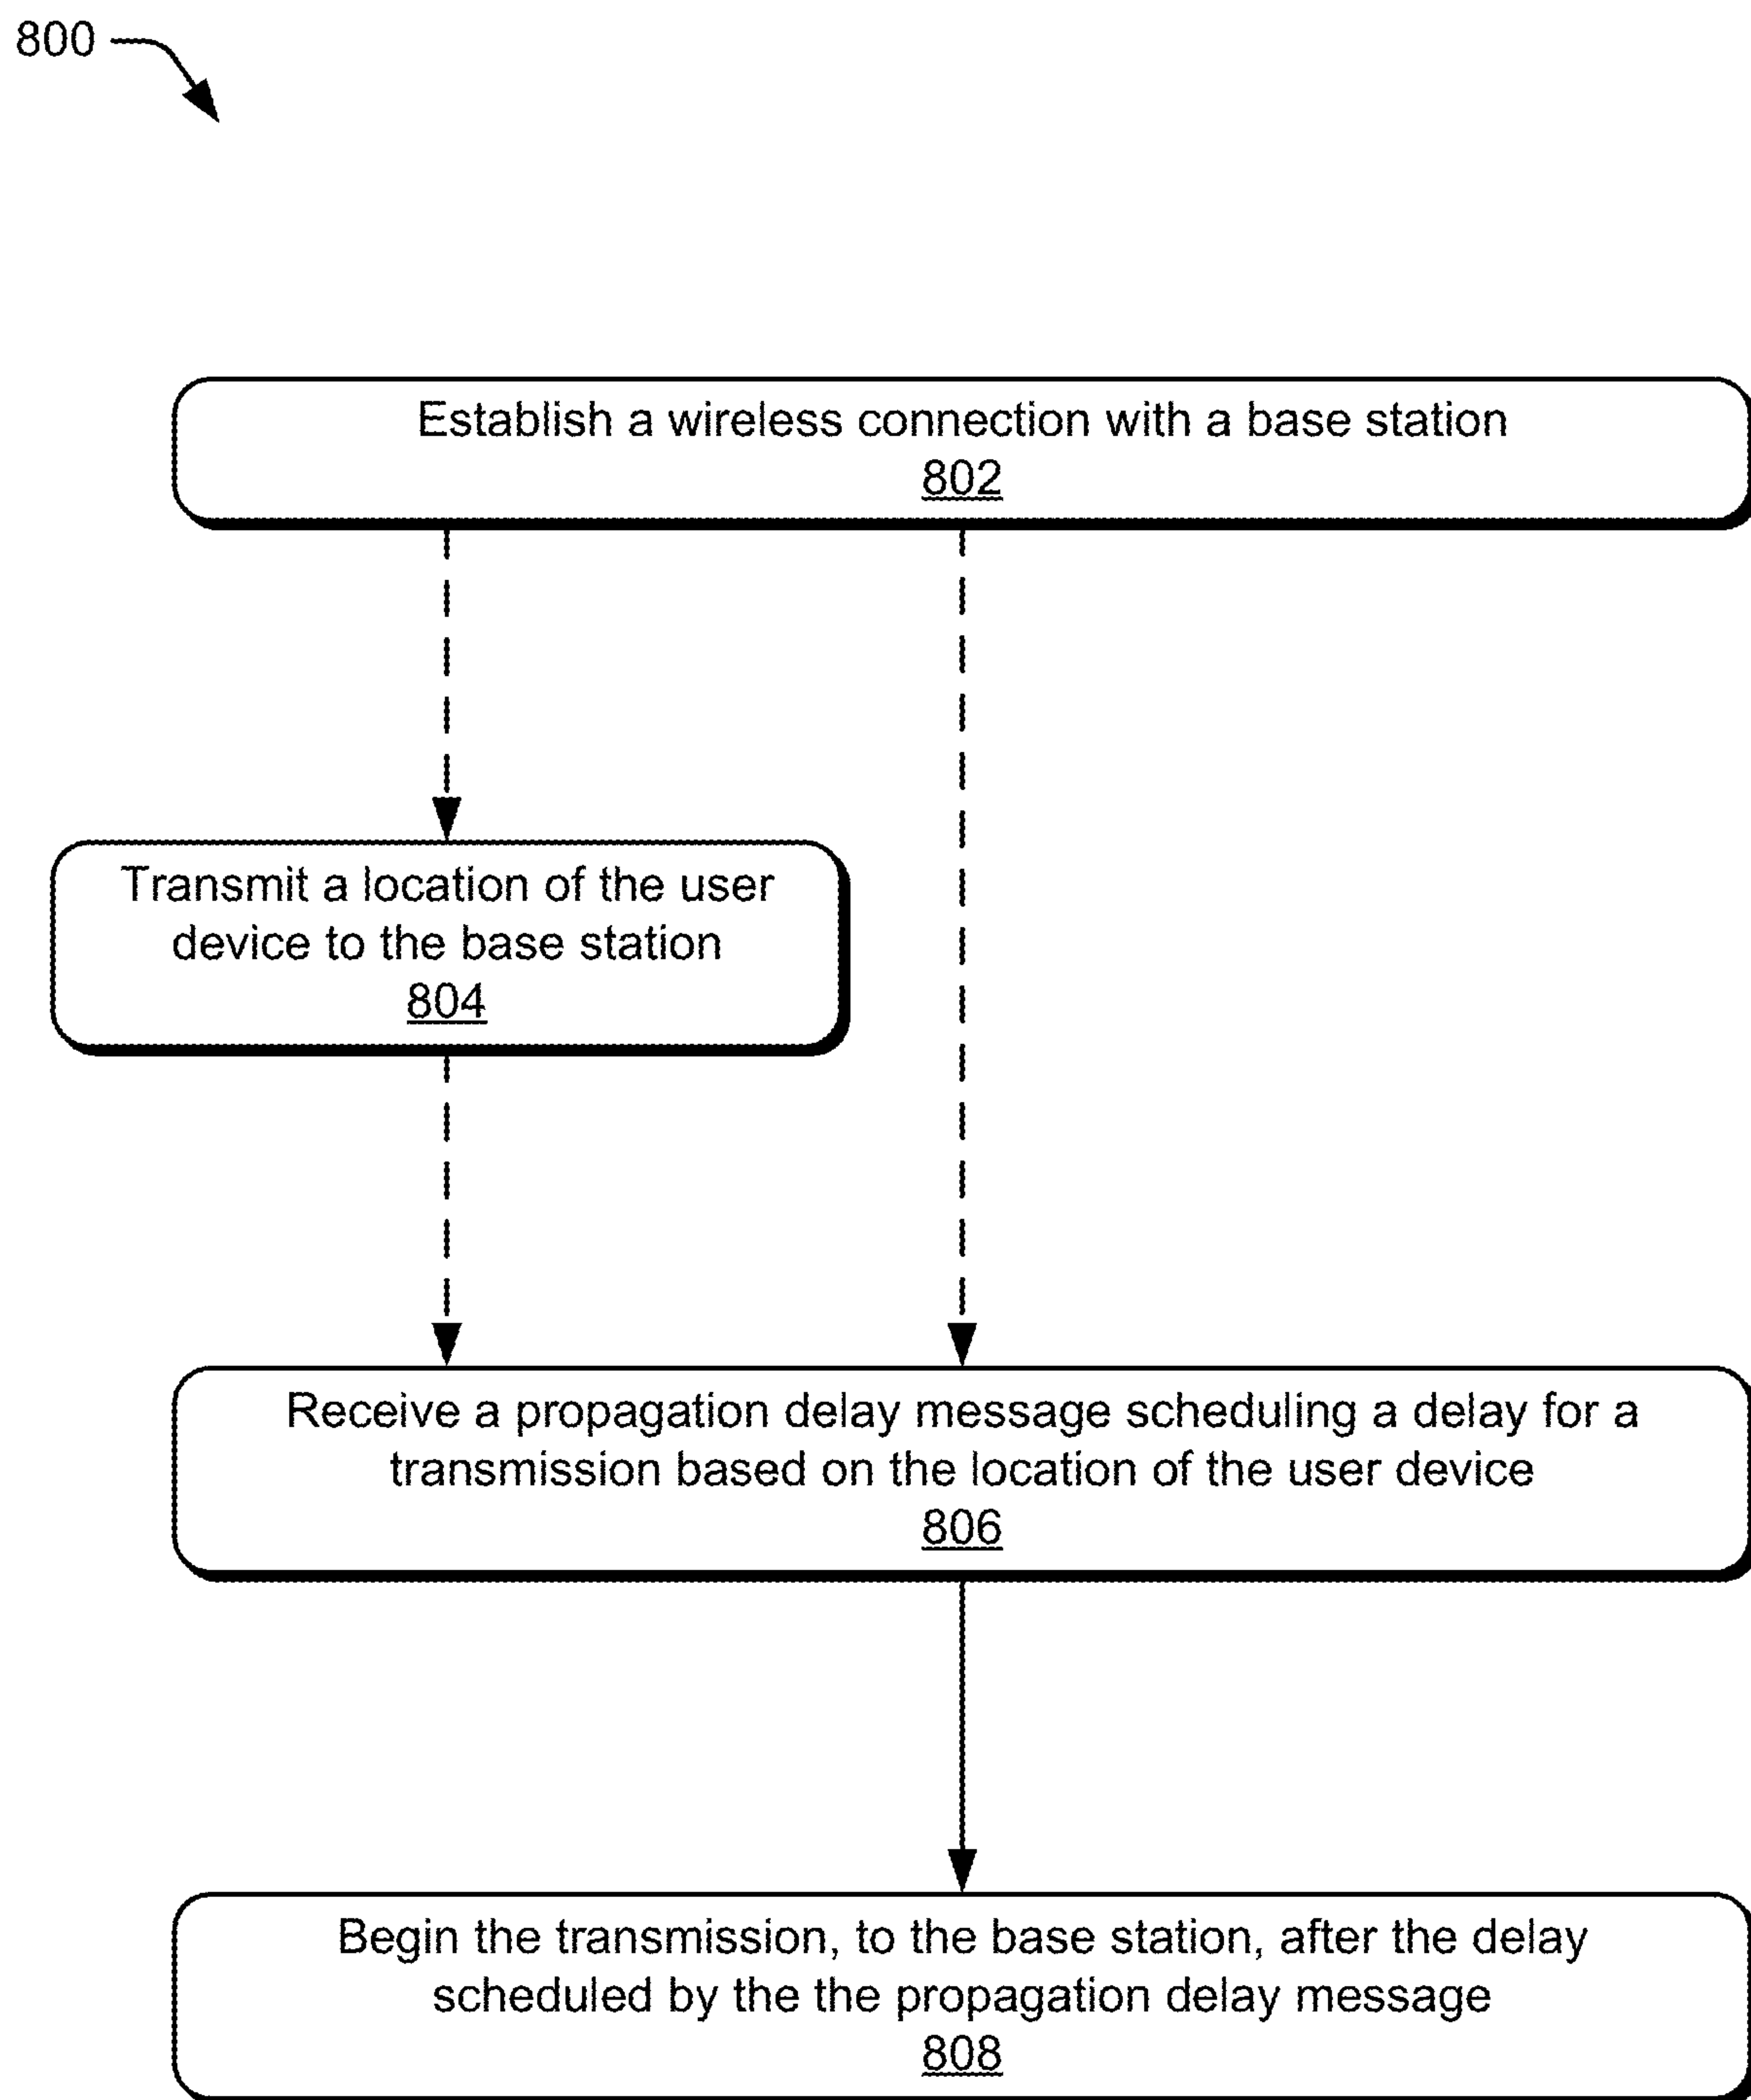 800
Establish a wireless connection with a base station
802
Transmit a location of the user
device to the base station
804
Receive a propagation delay message scheduling a delay for a
transmission based on the location of the user device
806
Begin the transmission, to the base station, after the delay
scheduled by the the propagation delay message
808